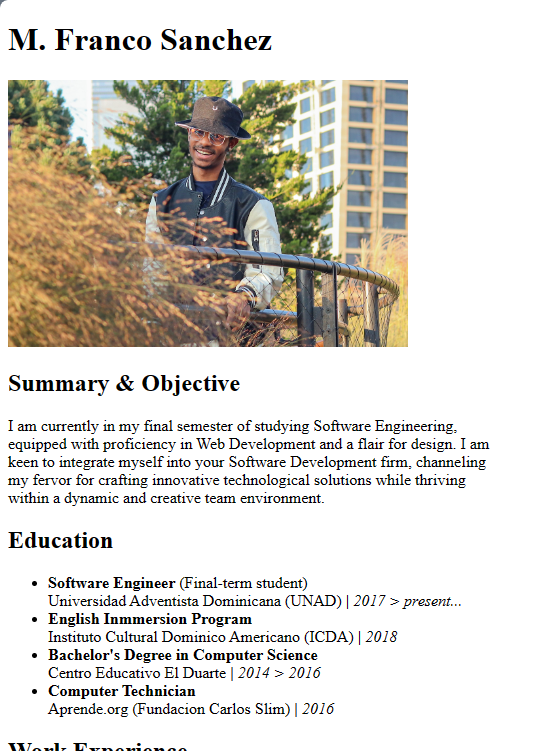 M. Franco Sanchez
Summary & Objective
I am currently in my final semester of studying Software Engineering,
equipped with proficiency in Web Development and a flair for design. I am
keen to integrate myself into your Software Development firm, channeling
my fervor for crafting innovative technological solutions while thriving
within a dynamic and creative team environment.
Education
• Software Engineer (Final-term student)
Universidad Adventista Dominicana (UNAD) | 2017 > present...
• English Inmmersion Program
Instituto Cultural Dominico Americano (ICDA) | 2018
• Bachelor's Degree in Computer Science
Centro Educativo El Duarte | 2014 > 2016
• Computer Technician
Aprende.org (Fundacion Carlos Slim) | 2016
Work Experience